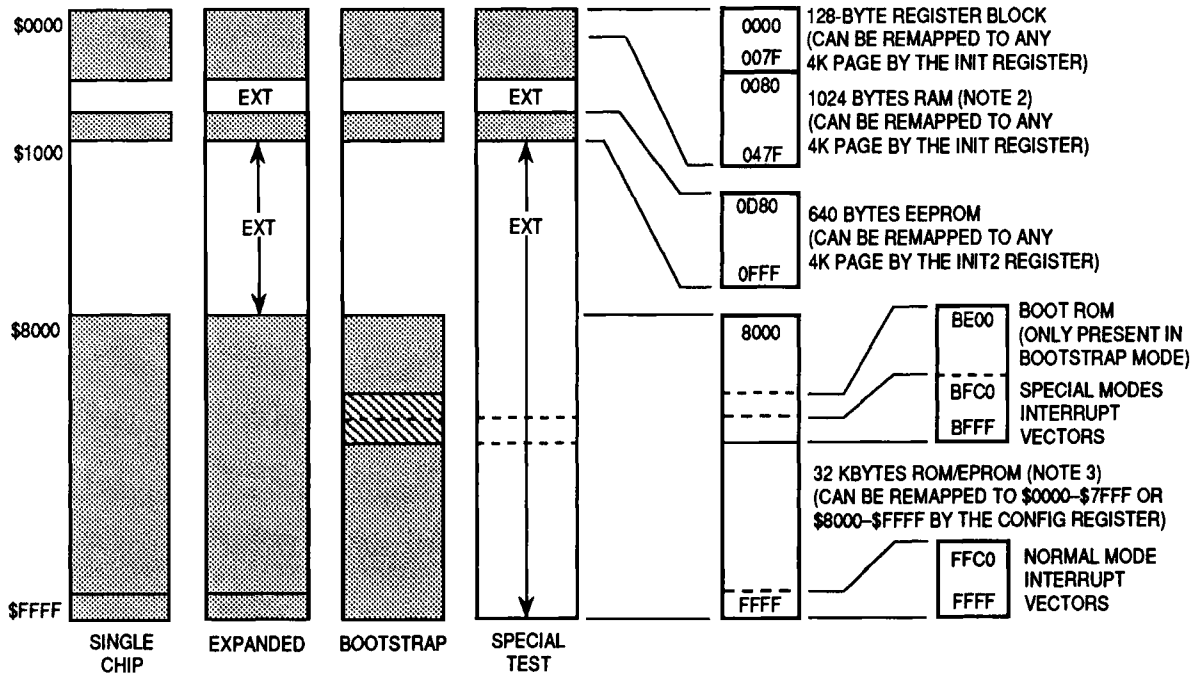 $0000
$1000
$8000
$FFFF
EXT
EXT
EXT
EXT
SINGLE
CHIP
EXPANDED
BOOTSTRAP
SPECIAL
TEST
0000
007F
128-BYTE REGISTER BLOCK
(CAN BE REMAPPED TO ANY
4K PAGE BY THE INIT REGISTER)
0080
047F
1024 BYTES RAM (NOTE 2)
(CAN BE REMAPPED TO ANY
4K PAGE BY THE INIT REGISTER)
0D80
0FFF
640 BYTES EEPROM
(CAN BE REMAPPED TO ANY
4K PAGE BY THE INIT2 REGISTER)
8000
FFFF
BE00
BOOT ROM
(ONLY PRESENT IN
BOOTSTRAP MODE)
BFC0
BFFF
SPECIAL MODES
INTERRUPT
VECTORS
32 KBYTES ROM/EPROM (NOTE 3)
(CAN BE REMAPPED TO $0000–$7FFF OR
$8000–$FFFF BY THE CONFIG REGISTER)
FFC0
FFFF
NORMAL MODE
INTERRUPT
VECTORS